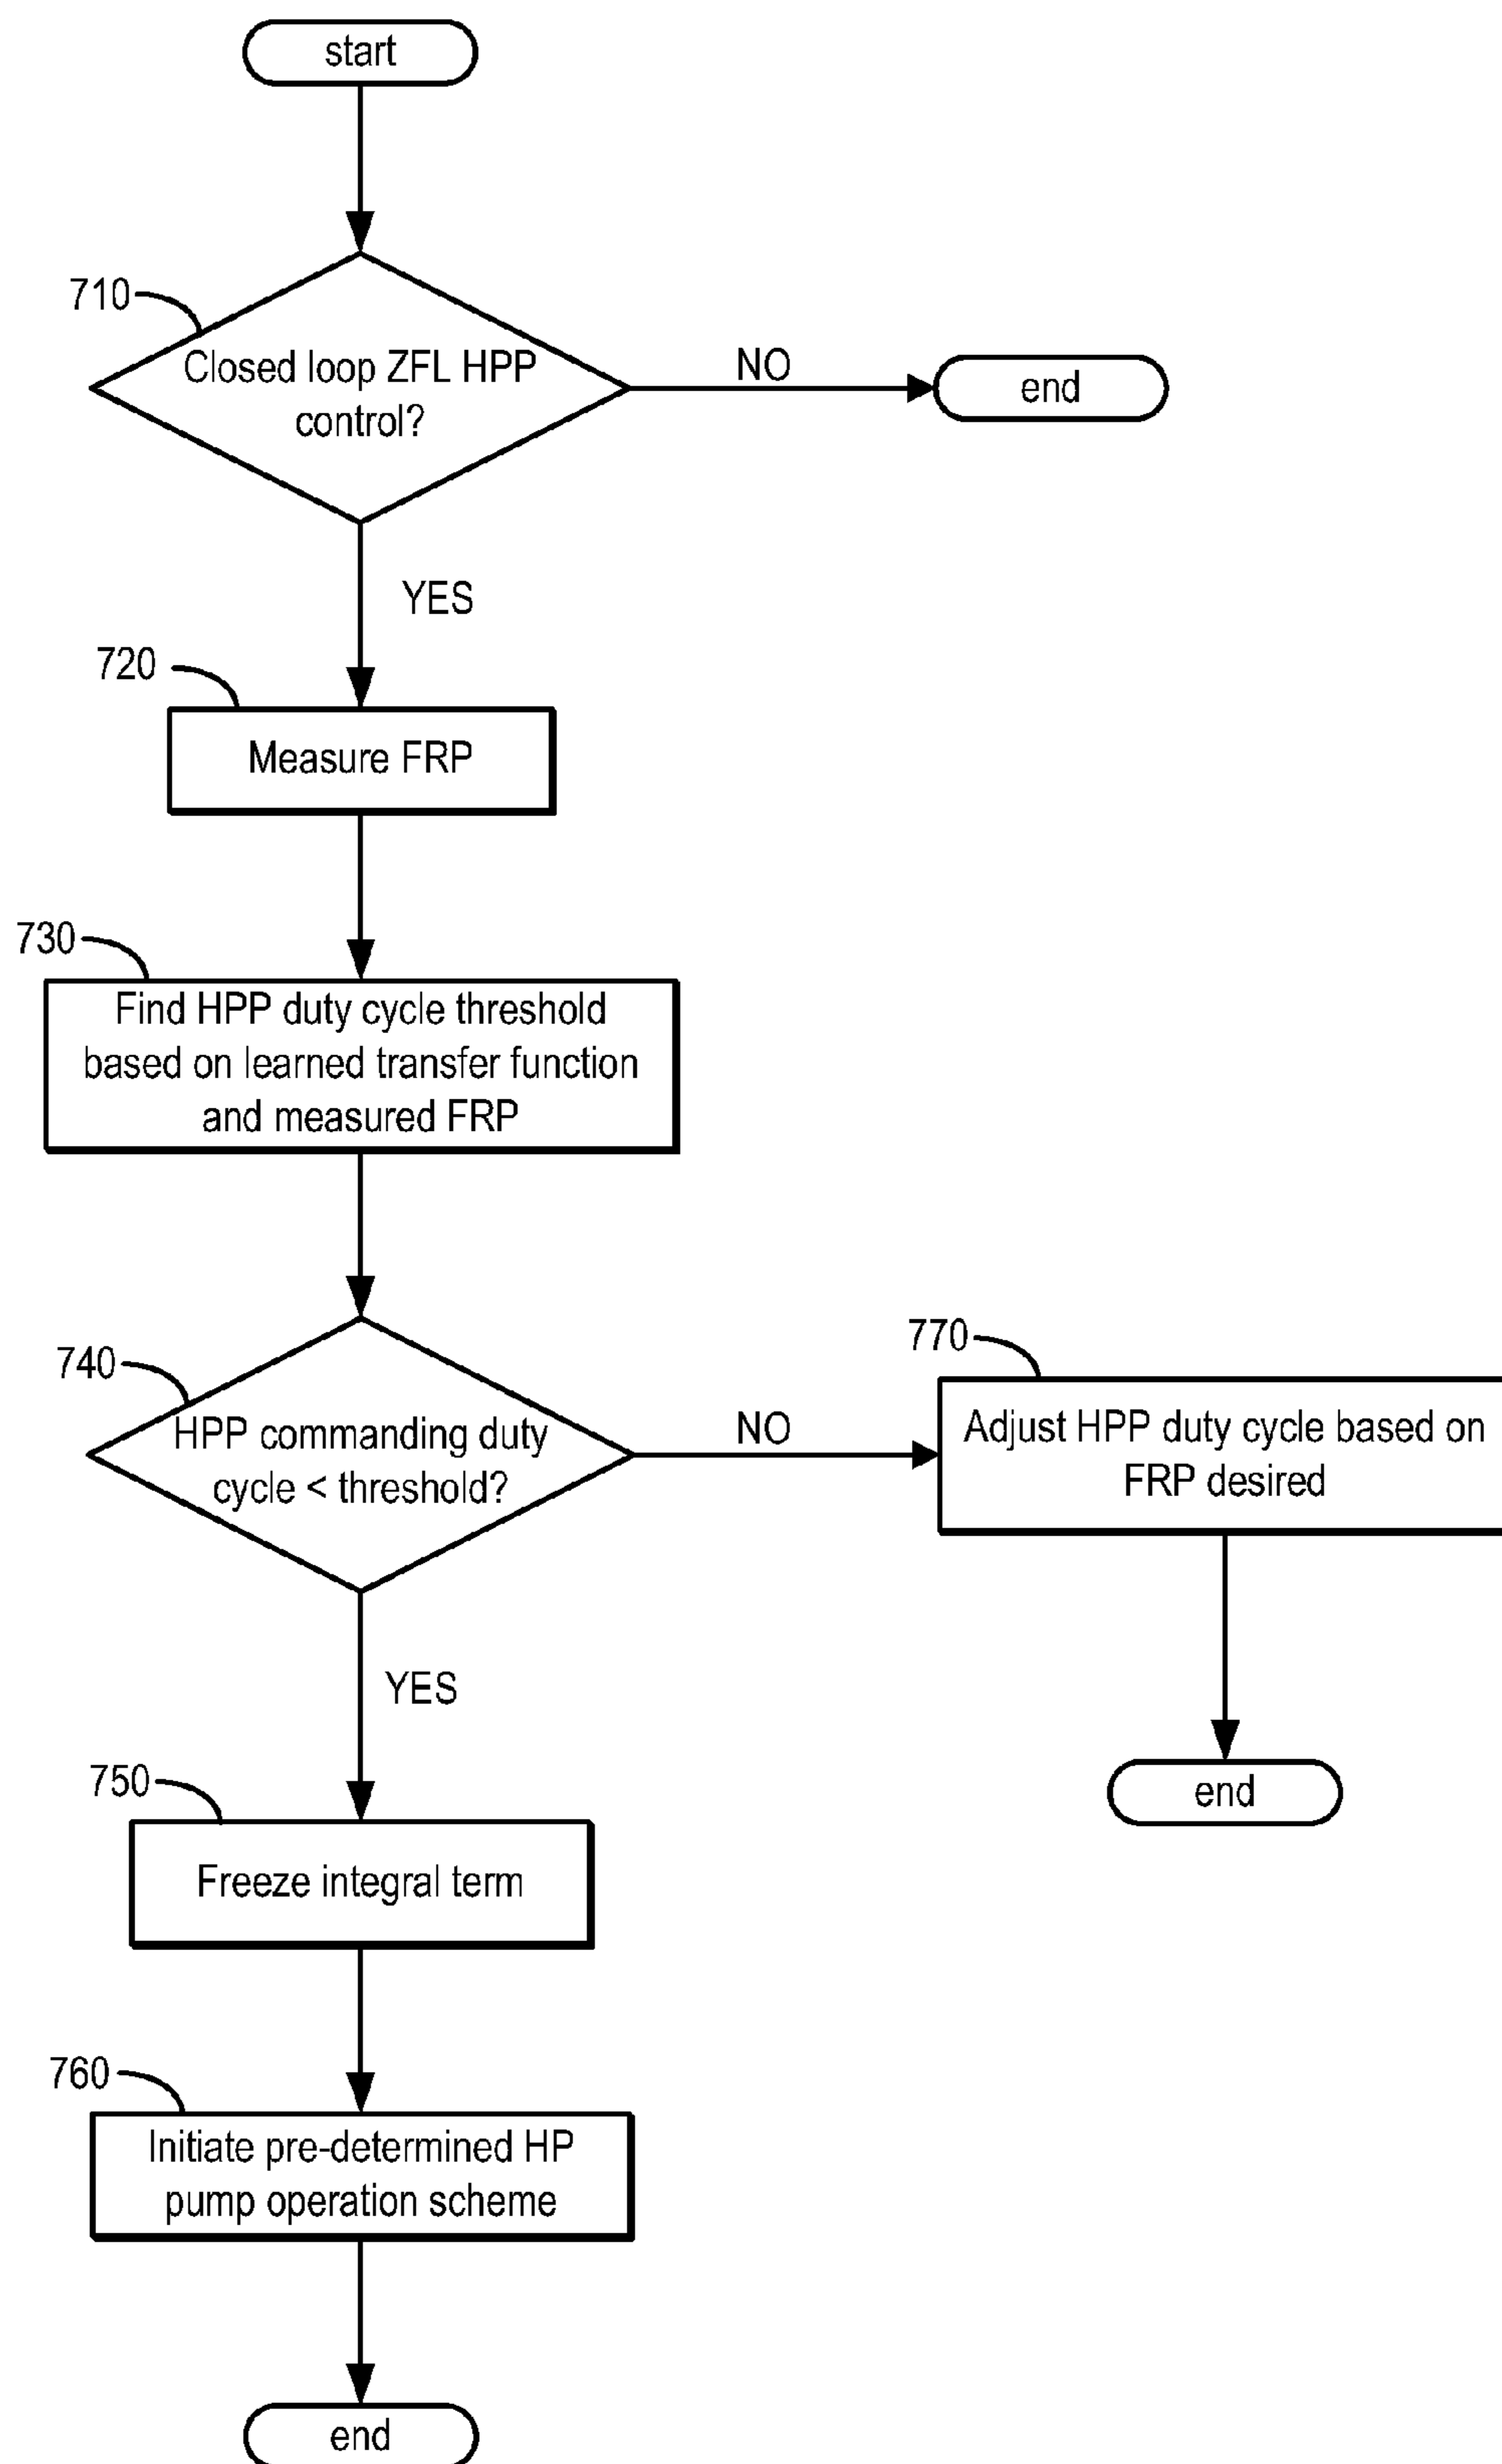 start
710
Closed loop ZFL HPP
control?
NO
end
YES
720
Measure FRP
730
Find HPP duty cycle threshold
based on learned transfer function
and measured FRP
740
HPP commanding duty
cycle < threshold?
NO
770
Adjust HPP duty cycle based on
FRP desired
YES
end
750
Freeze integral term
760
Initiate pre-determined HP
pump operation scheme
end